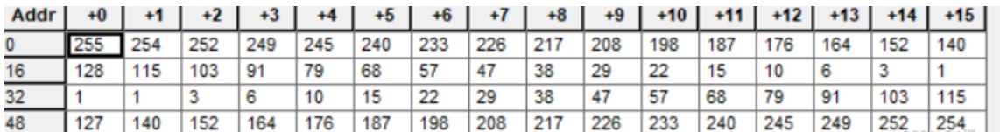 Addr +0 +1 +2 +3 +4 +5 +6 +7 +8 +9 +10 +11 +12 +13 +14 +15
0 255 254 252 249 245 240 233 226 217 208 198 187 176 164 152 140
16 128 115 103 91 79 68 57 47 38 29 22 15 10 6 3 1
32 1 1 3 6 10 15 22 29 38 47 57 68 79 91 103 115
48 127 140 152 164 176 187 198 208 217 226 233 240 245 249 252 254